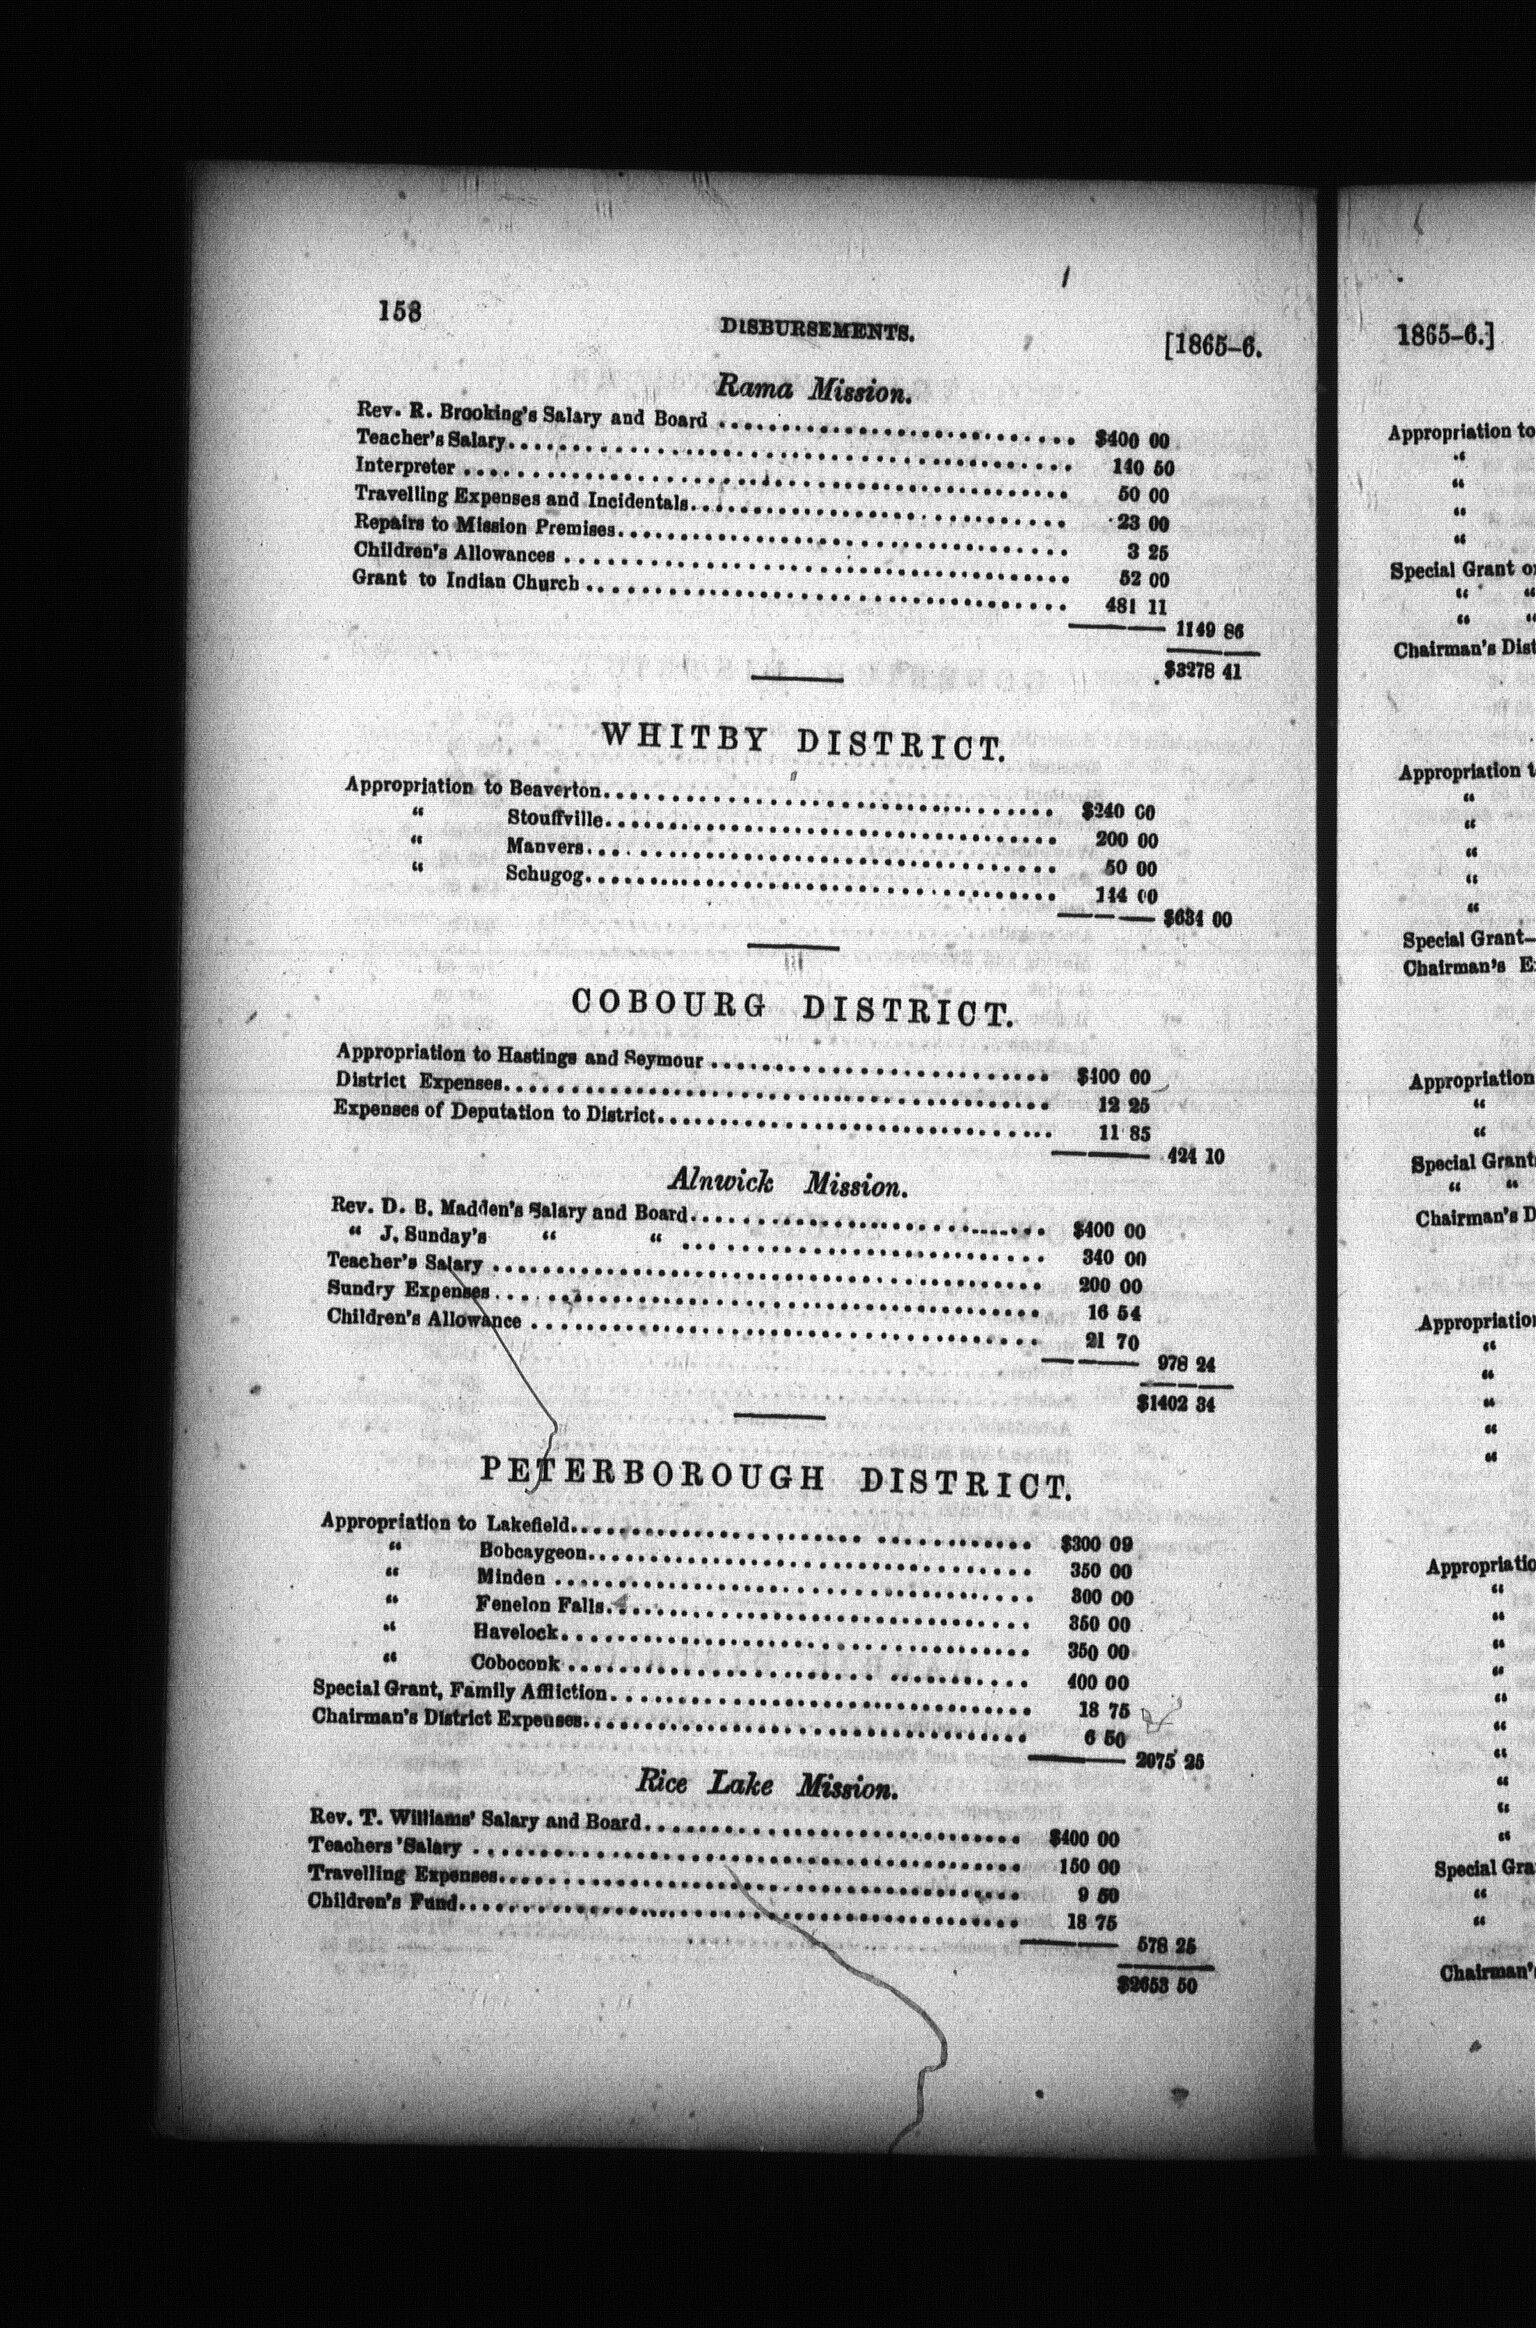 158
DISBURSEMENTS.
[1865-6.
Rama Mission.
Rev. R. Brooking's Salary and Board ........ $400 00
Teacher's Salary ........ 140 50
Interpreter ........ 50 00
Travelling Expenses and Incidentals ........ 23 00
Repairs to Mission Premises ........ 3 25
Children's Allowances ........ 52 00
Grant to Indian Church ........ 481 11
1149 86
$3278 41
WHITBY DISTRICT.
Appropriation to Beaverton ........ $240 00
" Stouffville ........ 200 00
" Manvers ........ 50 00
" Schugog ........ 144 00
$634 00
COBOURG DISTRICT.
Appropriation to Hastings and Seymour ........ $400 00
District Expenses ........ 12 25
Expenses of Deputation to District ........ 11 85
424 10
Alnwick Mission.
Rev. D. B. Madden's Salary and Board ........ $400 00
" J. Sunday's " " ........ 340 00
Teacher's Salary ........ 200 00
Sundry Expenses ........ 16 54
Children's Allowance ........ 21 70
978 24
$1402 34
PETERBOROUGH DISTRICT.
Appropriation to Lakefield ........ $300 09
" Bobcaygeon ........ 350 00
" Minden ........ 300 00
" Fenelon Falls ........ 350 00
" Havelock ........ 350 00
" Coboconk ........ 400 00
Special Grant, Family Affliction ........ 18 75
Chairman's District Expenses ........ 6 50
2075 25
Rice Lake Mission.
Rev. T. Williams' Salary and Board ........ $400 00
Teachers 'Salary ........ 150 00
Travelling Expenses ........ 9 50
Children's Fund ........ 18 75
578 25
$2653 50
1865-6.]
Appropriation to
"
"
"
"
Special Grant
" "
" "
Chairman's
Appropriation
"
"
"
"
"
Special Grant—
Chairman's
Appropriation
"
"
Special Grant
" "
Chairman's
Appropriation
"
"
"
"
"
Appropriatio
"
"
"
"
"
"
"
"
"
"
Special Gra
"
"
Chairman's